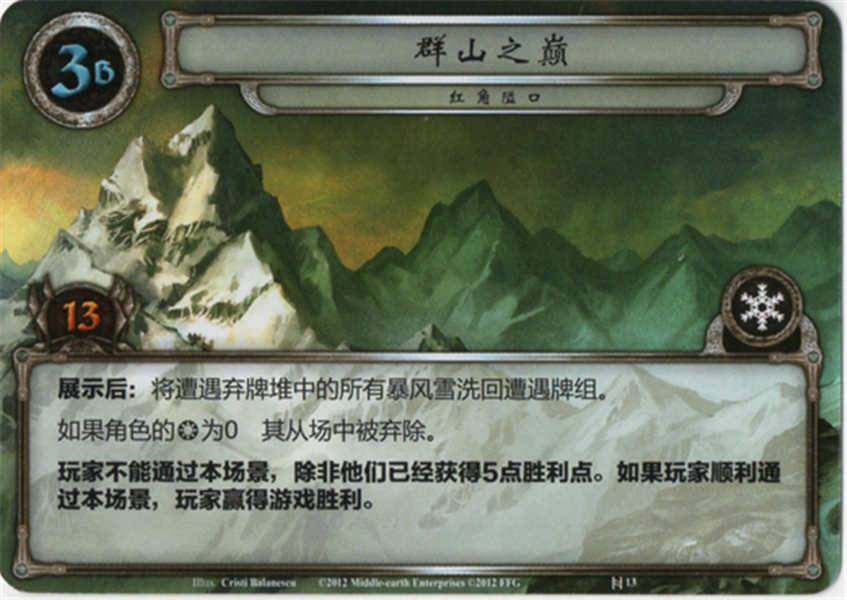 3B
群山之巅
红角隘口
13
展示后：将遭遇弃牌堆中的所有暴风雪洗回遭遇牌组。
如果角色的为0 其从场中被弃除。
玩家不能通过本场景，除非他们已经获得5点胜利点。如果玩家顺利通
过本场景，玩家赢得游戏胜利。
Illus. Cristi Balanescu ©2012 Middle-earth Enterprises ©2012 FFG 13